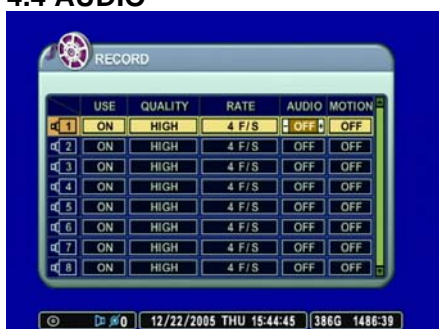 4.4 AUDIO
RECORD
USE QUALITY RATE AUDIO MOTION
1 ON HIGH 4 F/S OFF OFF
2 ON HIGH 4 F/S OFF OFF
3 ON HIGH 4 F/S OFF OFF
4 ON HIGH 4 F/S OFF OFF
5 ON HIGH 4 F/S OFF OFF
6 ON HIGH 4 F/S OFF OFF
7 ON HIGH 4 F/S OFF OFF
8 ON HIGH 4 F/S OFF OFF
0 12/22/2005 THU 15:44:45 386G 1486:39